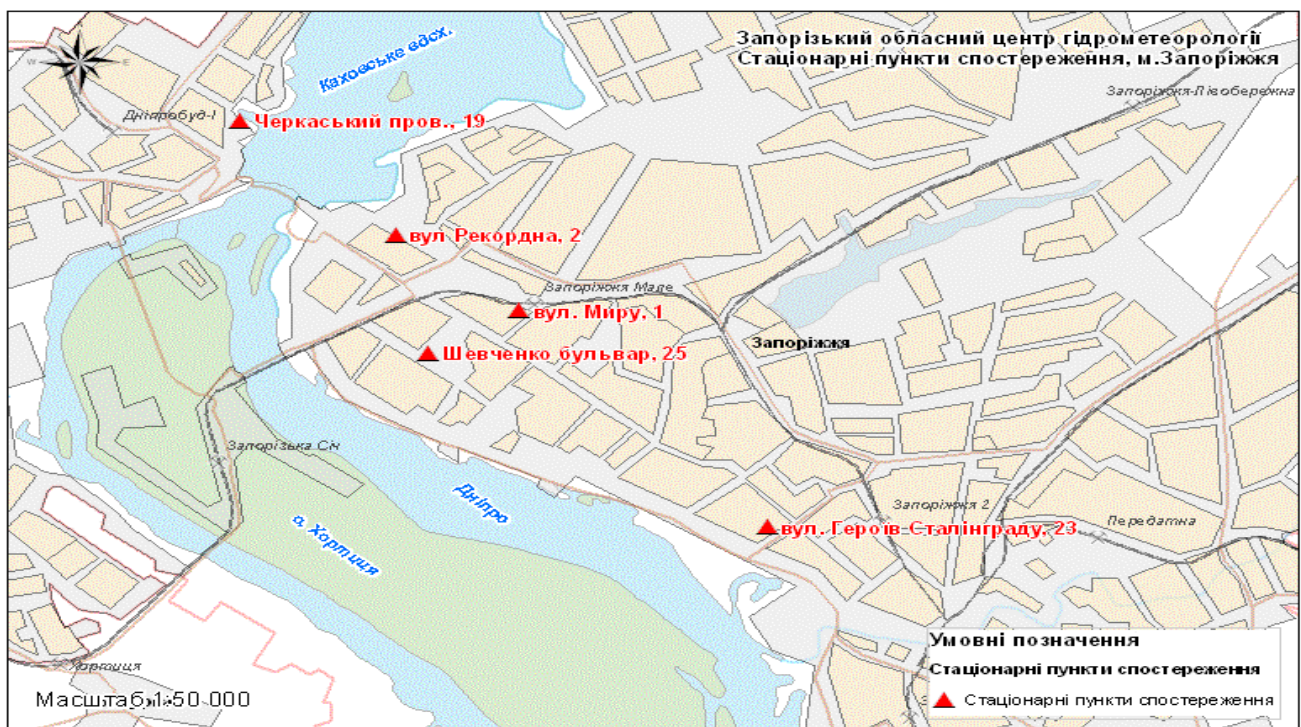 Запорізький обласний центр гідрометеорології
Стаціонарні пункти спостереження, м.Запоріжжя
Каховське вдсх.
W E
Запоріжжя-Лівобережна
Дніпробуд-І
Черкаський пров., 19
вул Рекордна, 2
Запоріжжя Мале
вул. Миру, 1
Запоріжжя
Шевченко бульвар, 25
Запорізька Січ
Дніпро
о. Хортиця
Запоріжжя 2
вул. Героїв Сталінграду, 23
Передатна
Умовні позначення
Хортиця
Стаціонарні пункти спостереження
Масштаб 1:50 000
Стаціонарні пункти спостереження